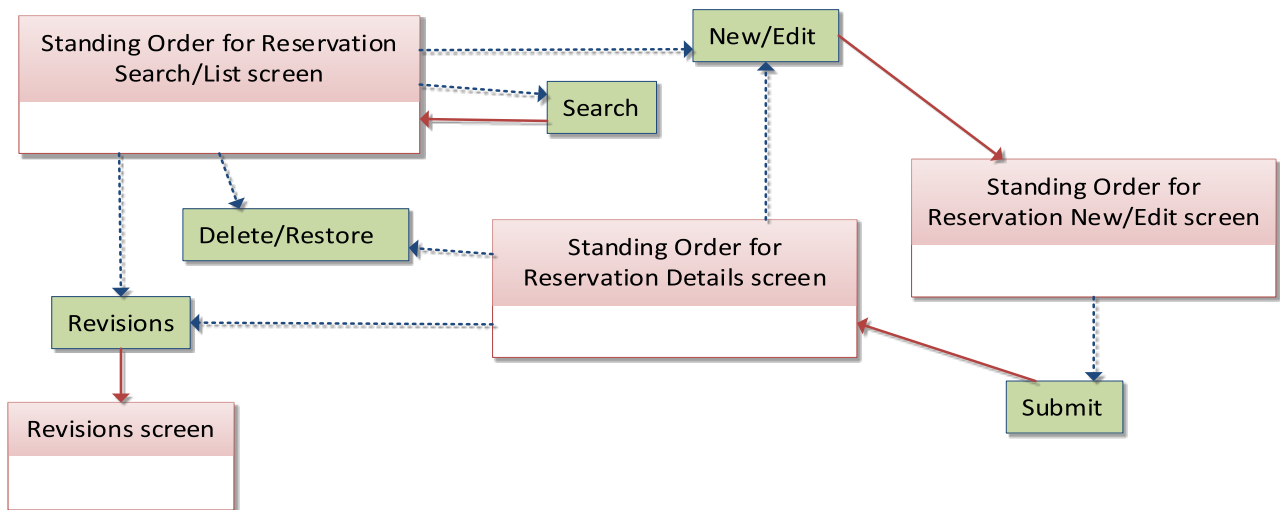 Standing Order for Reservation
Search/List screen
New/Edit
Search
Standing Order for
Reservation New/Edit screen
Delete/Restore
Standing Order for
Reservation Details screen
Revisions
Submit
Revisions screen